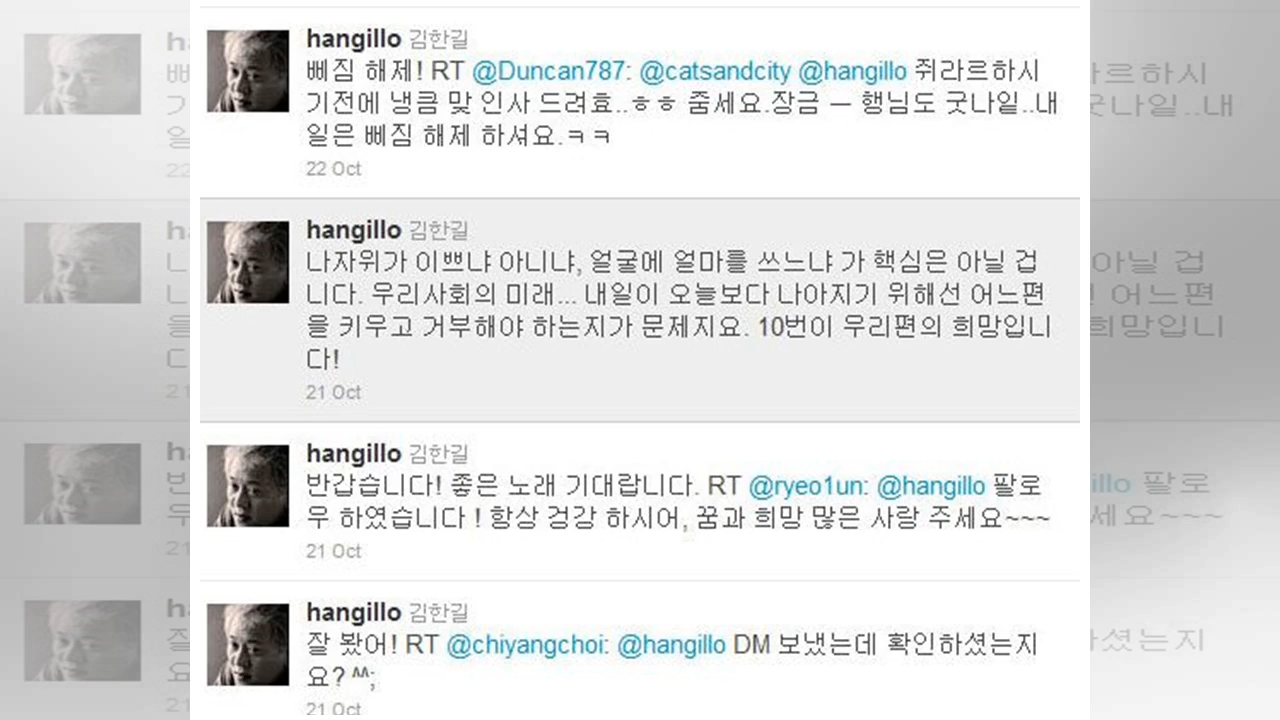 hangillo 김한길
삐짐 해제! RT @Duncan787: @catsandcity @hangillo 쥐라르하시
기전에 냉큼 맞 인사 드려효..ㅎㅎ 줌세요.장금 — 행님도 굿나잍..내
일은 삐짐 해제 하셔요.ㅋㅋ
22 Oct
hangillo 김한길
나자위가 이쁘냐 아니냐, 얼굴에 얼마를 쓰느냐 가 핵심은 아닐 겁
니다. 우리사회의 미래... 내일이 오늘보다 나아지기 위해선 어느편
을 키우고 거부해야 하는지가 문제지요. 10번이 우리편의 희망입니
다!
21 Oct
hangillo 김한길
반갑습니다! 좋은 노래 기대랍니다. RT @ryeo1un: @hangillo 팔로
우 하였습니다 ! 항상 겅강 하시어, 꿈과 희망 많은 사랑 주세요~~~
21 Oct
hangillo 김한길
잘 봤어! RT @chiyangchoi: @hangillo DM 보냈는데 확인하셨는지
요? ^^;
21 Oct